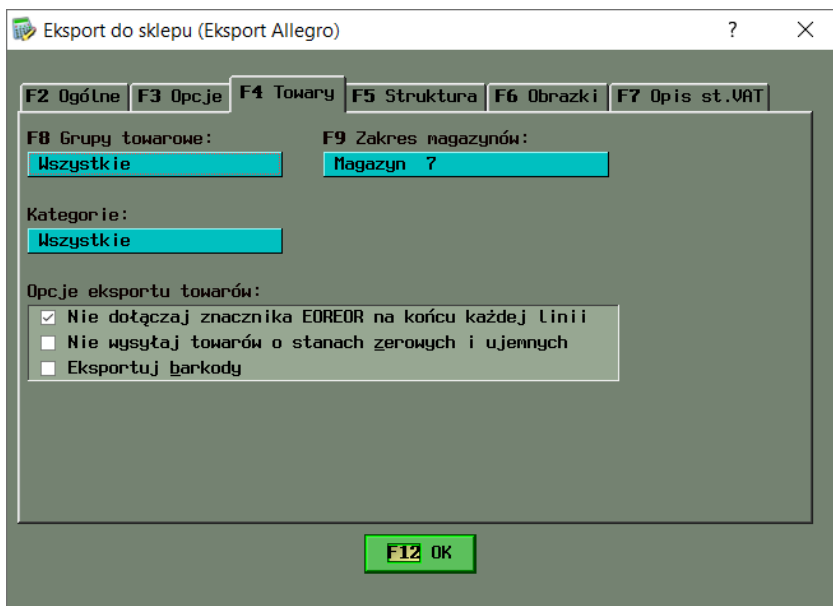 Eksport do sklepu (Eksport Allegro) ?
F2 Ogólne F3 Opcje F4 Towary F5 Struktura F6 Obrazki F7 Opis st.VAT
F8 Grupy towarowe: F9 Zakres magazynów:
Wszystkie Magazyn 7
Kategorie:
Wszystkie
Opcje eksportu towarów:
Nie dołączaj znacznika EOREOR na końcu każdej linii
Nie wysyłaj towarów o stanach zerowych i ujemnych
Eksportuj barkody
F12 OK